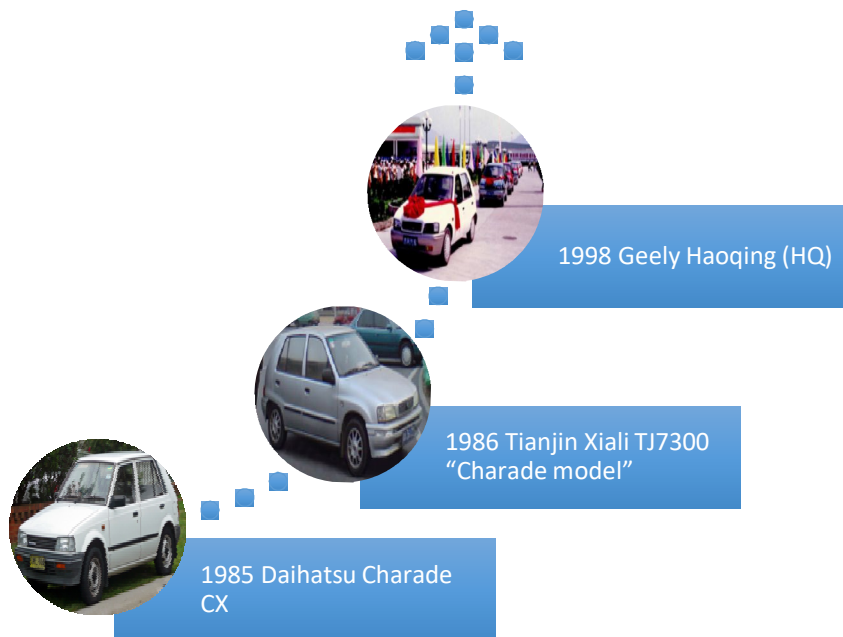 1998 Geely Haoqing (HQ)
1986 Tianjin Xiali TJ7300
“Charade model”
1985 Daihatsu Charade
CX